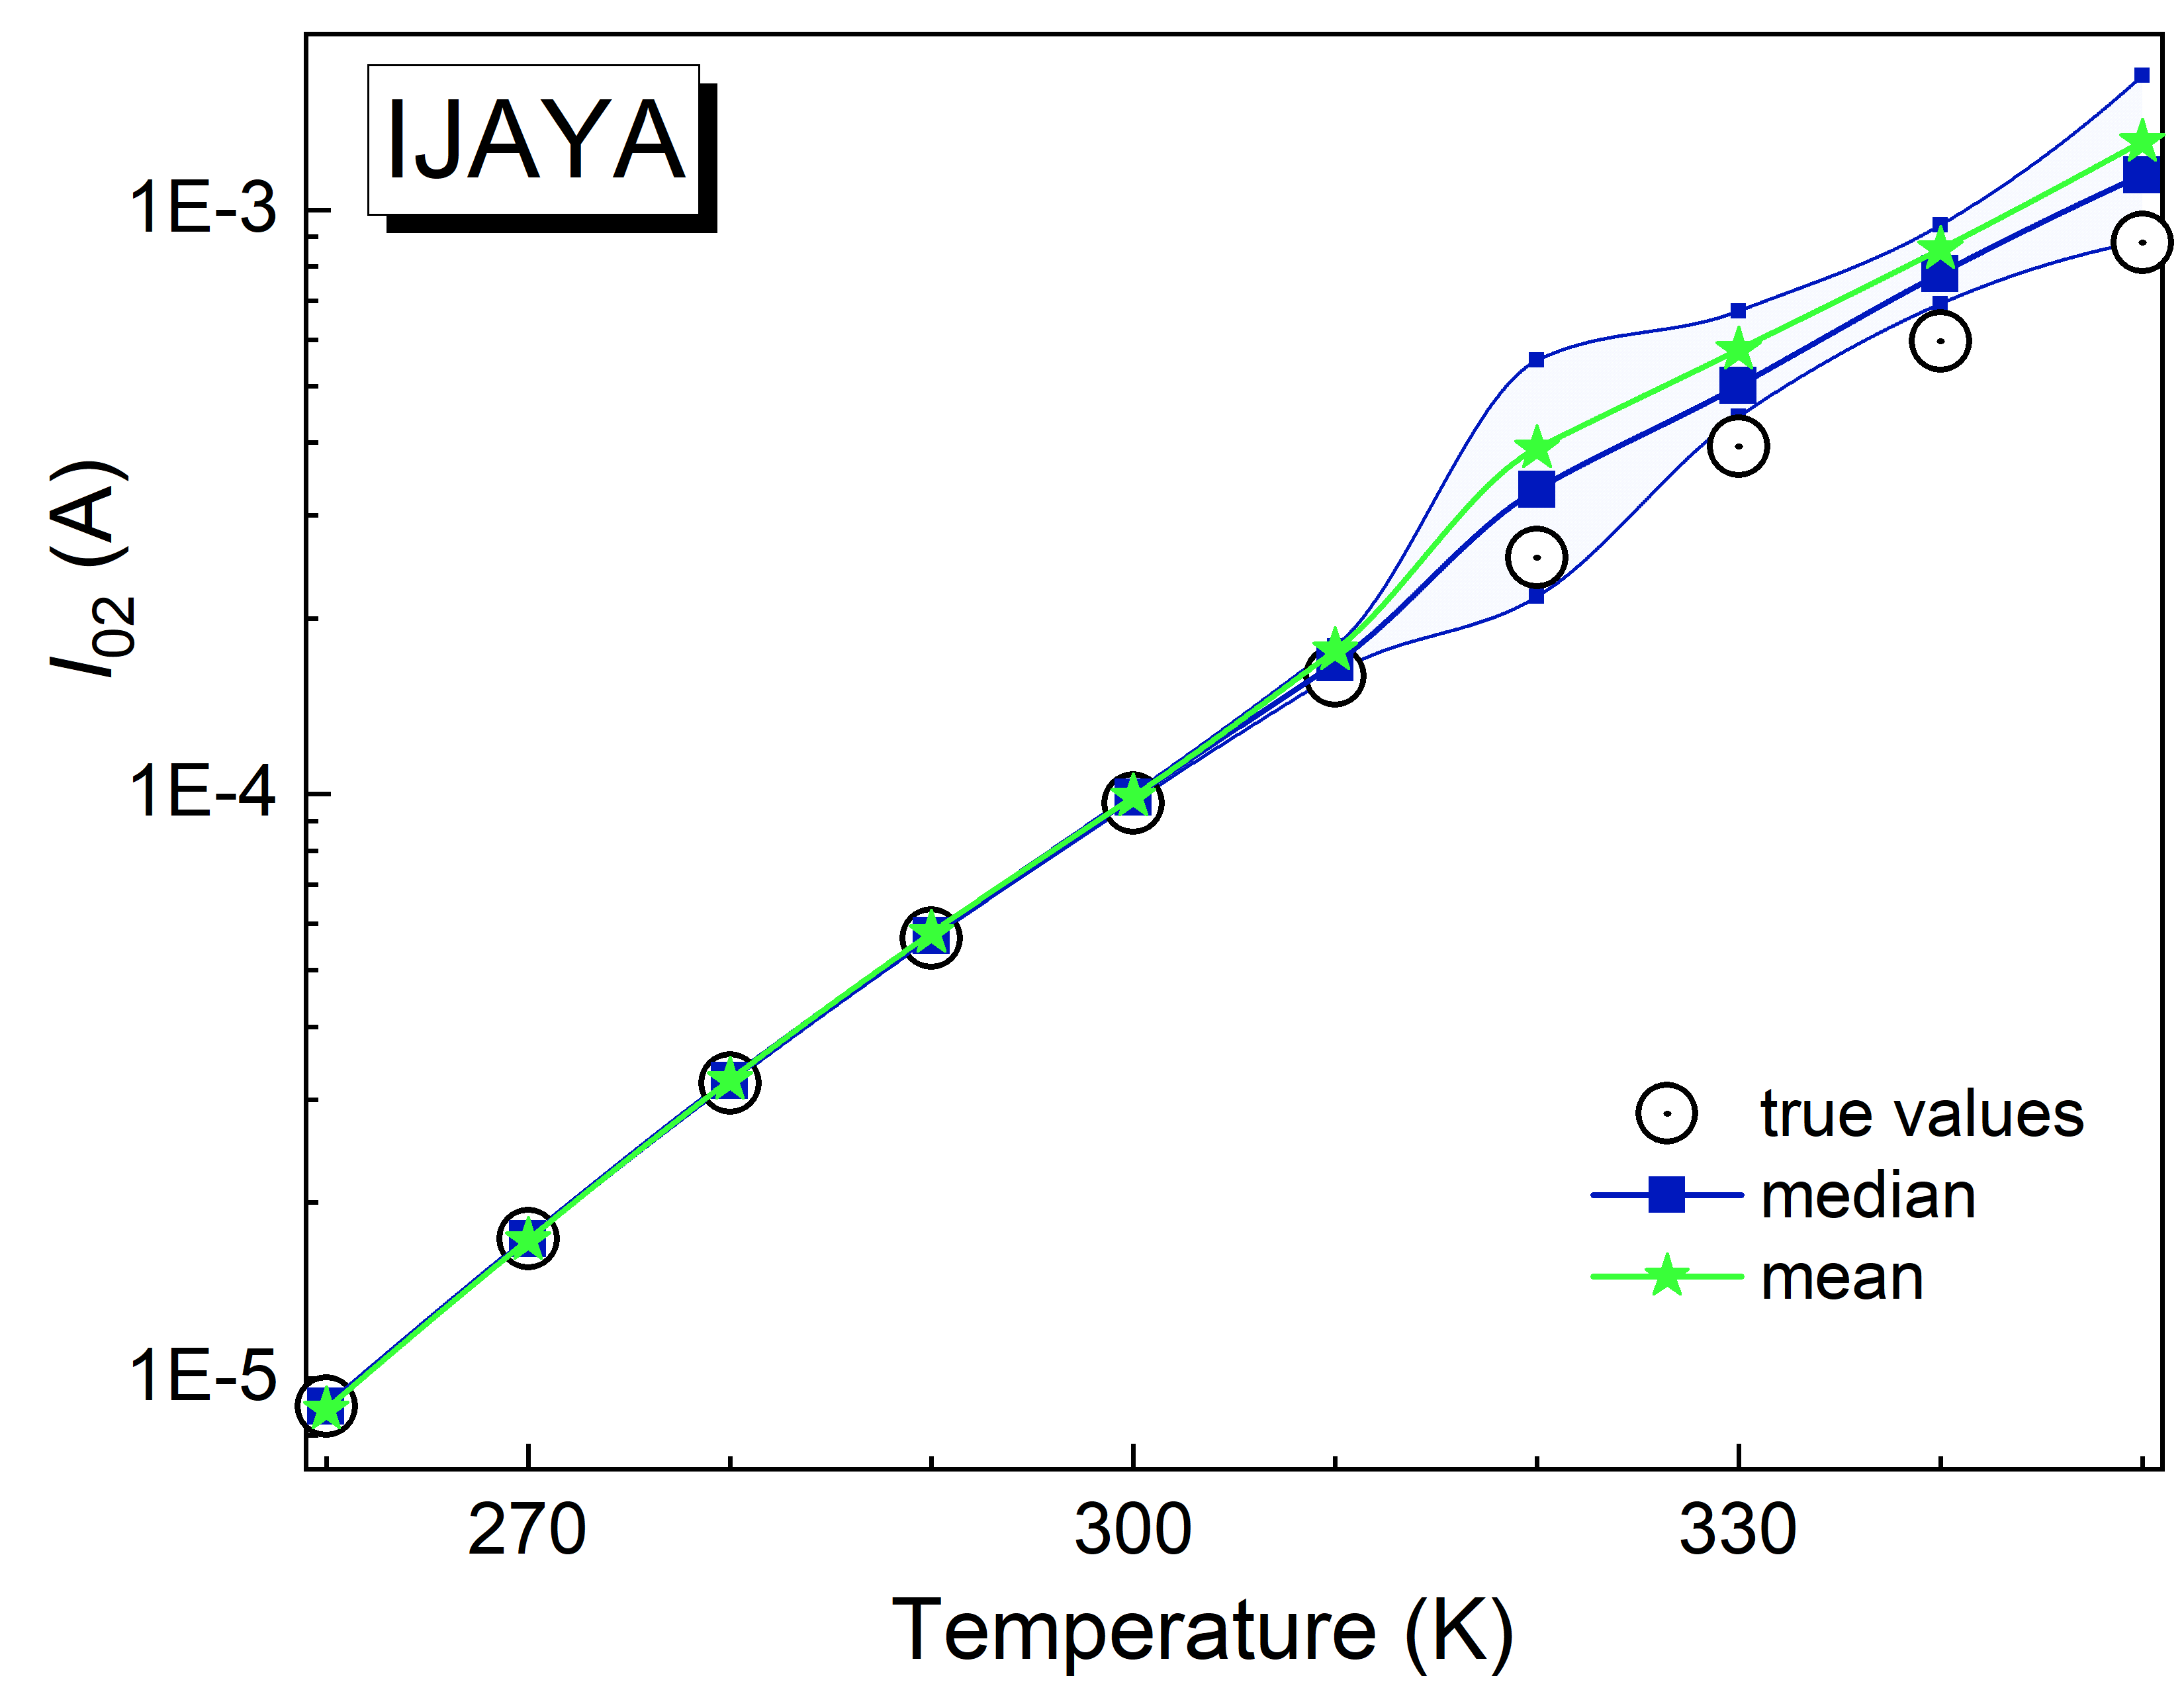 IJAYA
1E-3
1E-4
1E-5
I02 (A)
true values
median
mean
270 300 330
Temperature (K)